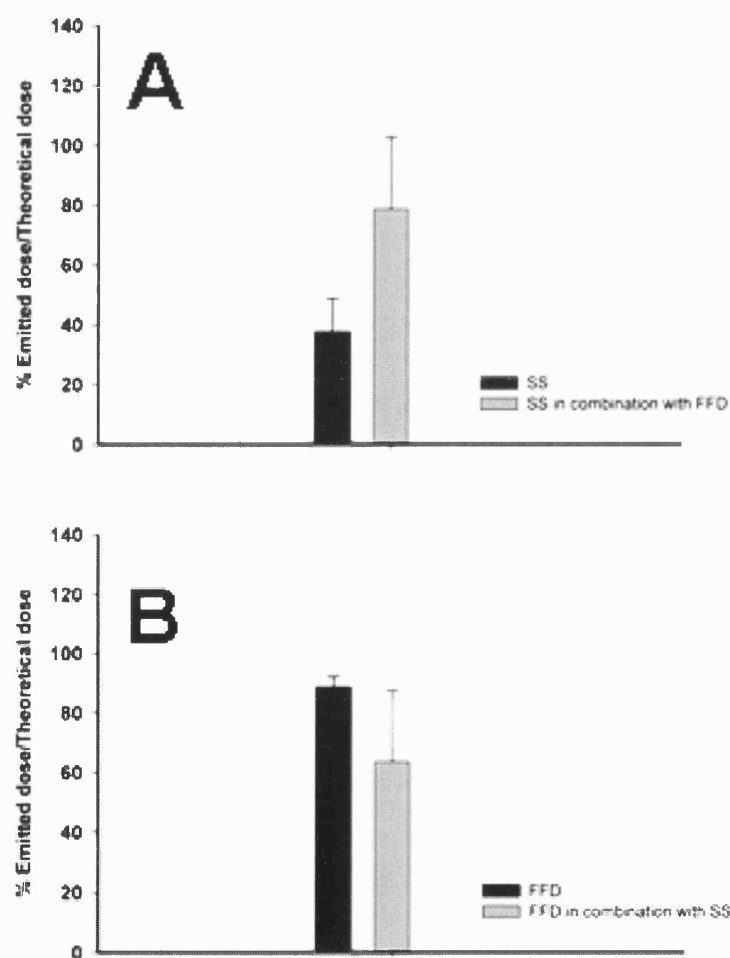 140
A
120
100
80
60
40
20
0
% Emitted dose/Theoretical dose
SS
SS in combination with FFD
140
B
120
100
80
60
40
20
0
% Emitted dose/Theoretical dose
FFD
FFD in combination with SS